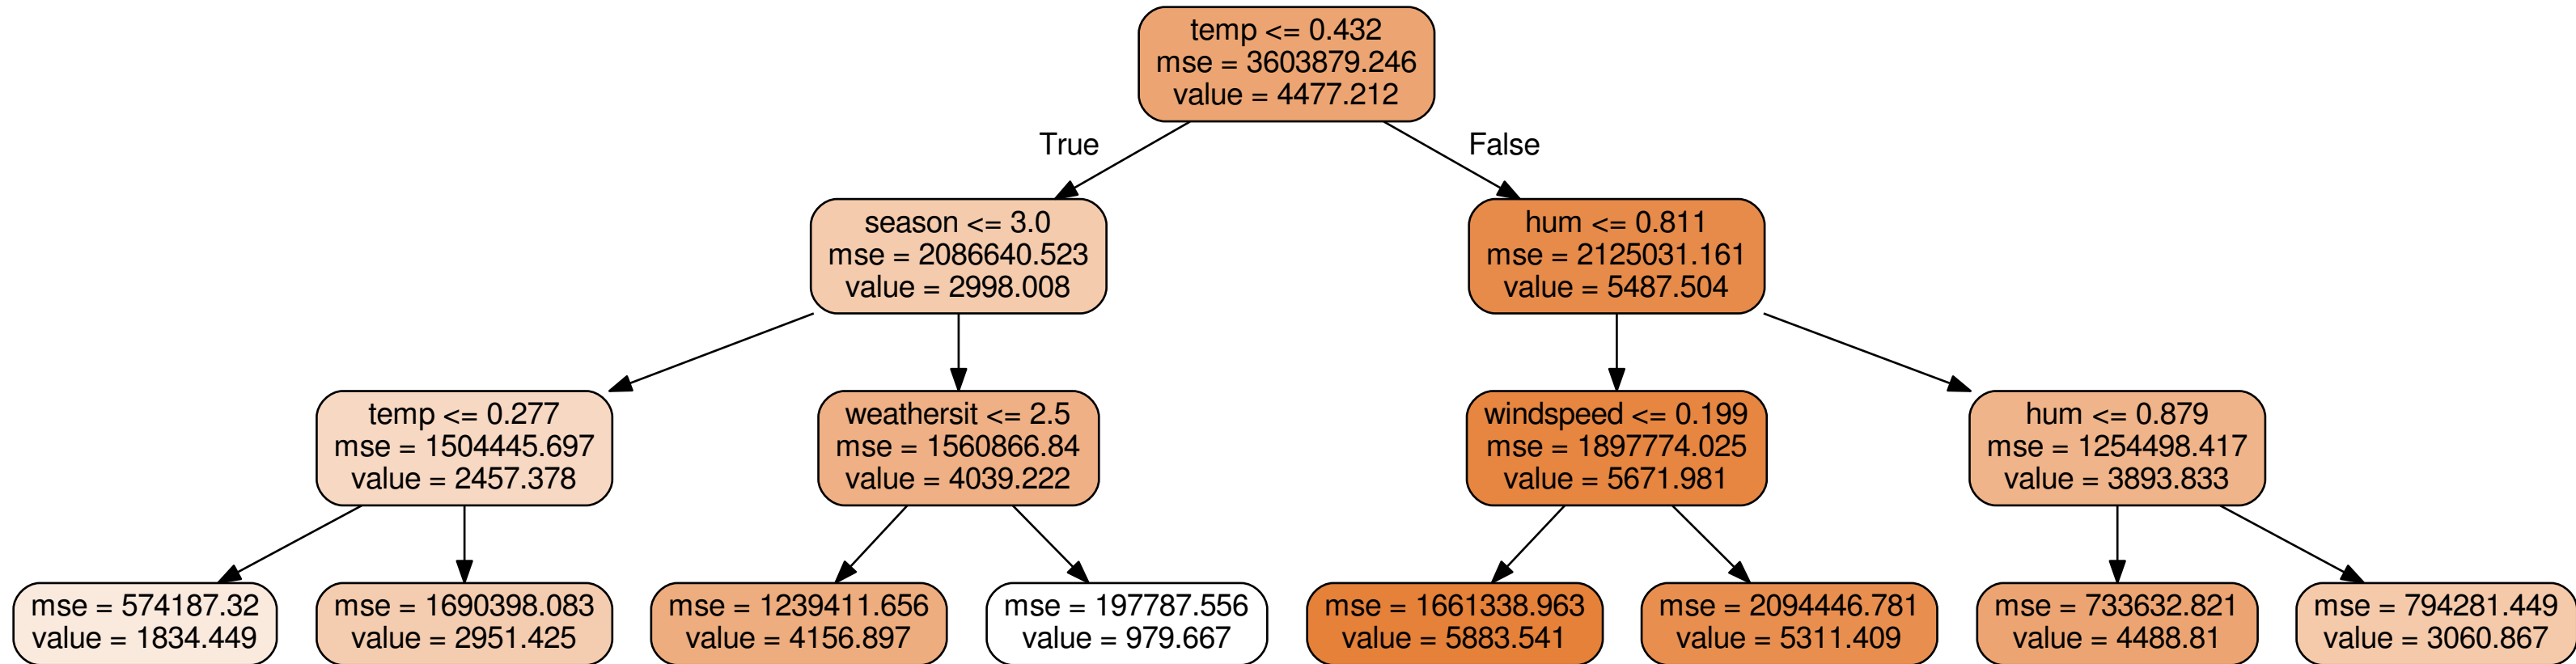 temp <= 0.432
mse = 3603879.246
value = 4477.212
True
False
season <= 3.0
mse = 2086640.523
value = 2998.008
hum <= 0.811
mse = 2125031.161
value = 5487.504
temp <= 0.277
mse = 1504445.697
value = 2457.378
weathersit <= 2.5
mse = 1560866.84
value = 4039.222
windspeed <= 0.199
mse = 1897774.025
value = 5671.981
hum <= 0.879
mse = 1254498.417
value = 3893.833
mse = 574187.32
value = 1834.449
mse = 1690398.083
value = 2951.425
mse = 1239411.656
value = 4156.897
mse = 197787.556
value = 979.667
mse = 1661338.963
value = 5883.541
mse = 2094446.781
value = 5311.409
mse = 733632.821
value = 4488.81
mse = 794281.449
value = 3060.867